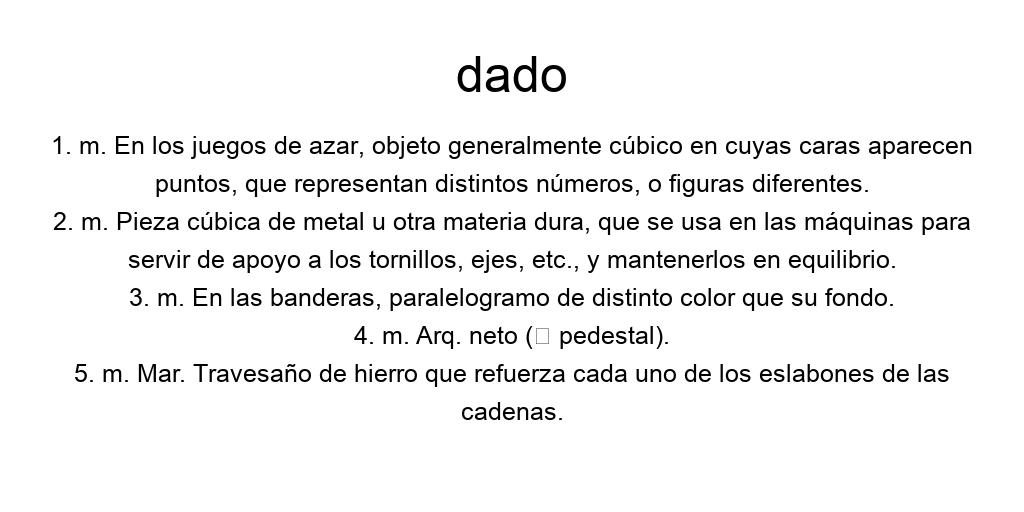 dado
1. m. En los juegos de azar, objeto generalmente cúbico en cuyas caras aparecen
puntos, que representan distintos números, o figuras diferentes.
2. m. Pieza cúbica de metal u otra materia dura, que se usa en las máquinas para
servir de apoyo a los tornillos, ejes, etc., y mantenerlos en equilibrio.
3. m. En las banderas, paralelogramo de distinto color que su fondo.
4. m. Arq. neto (□ pedestal).
5. m. Mar. Travesaño de hierro que refuerza cada uno de los eslabones de las
cadenas.